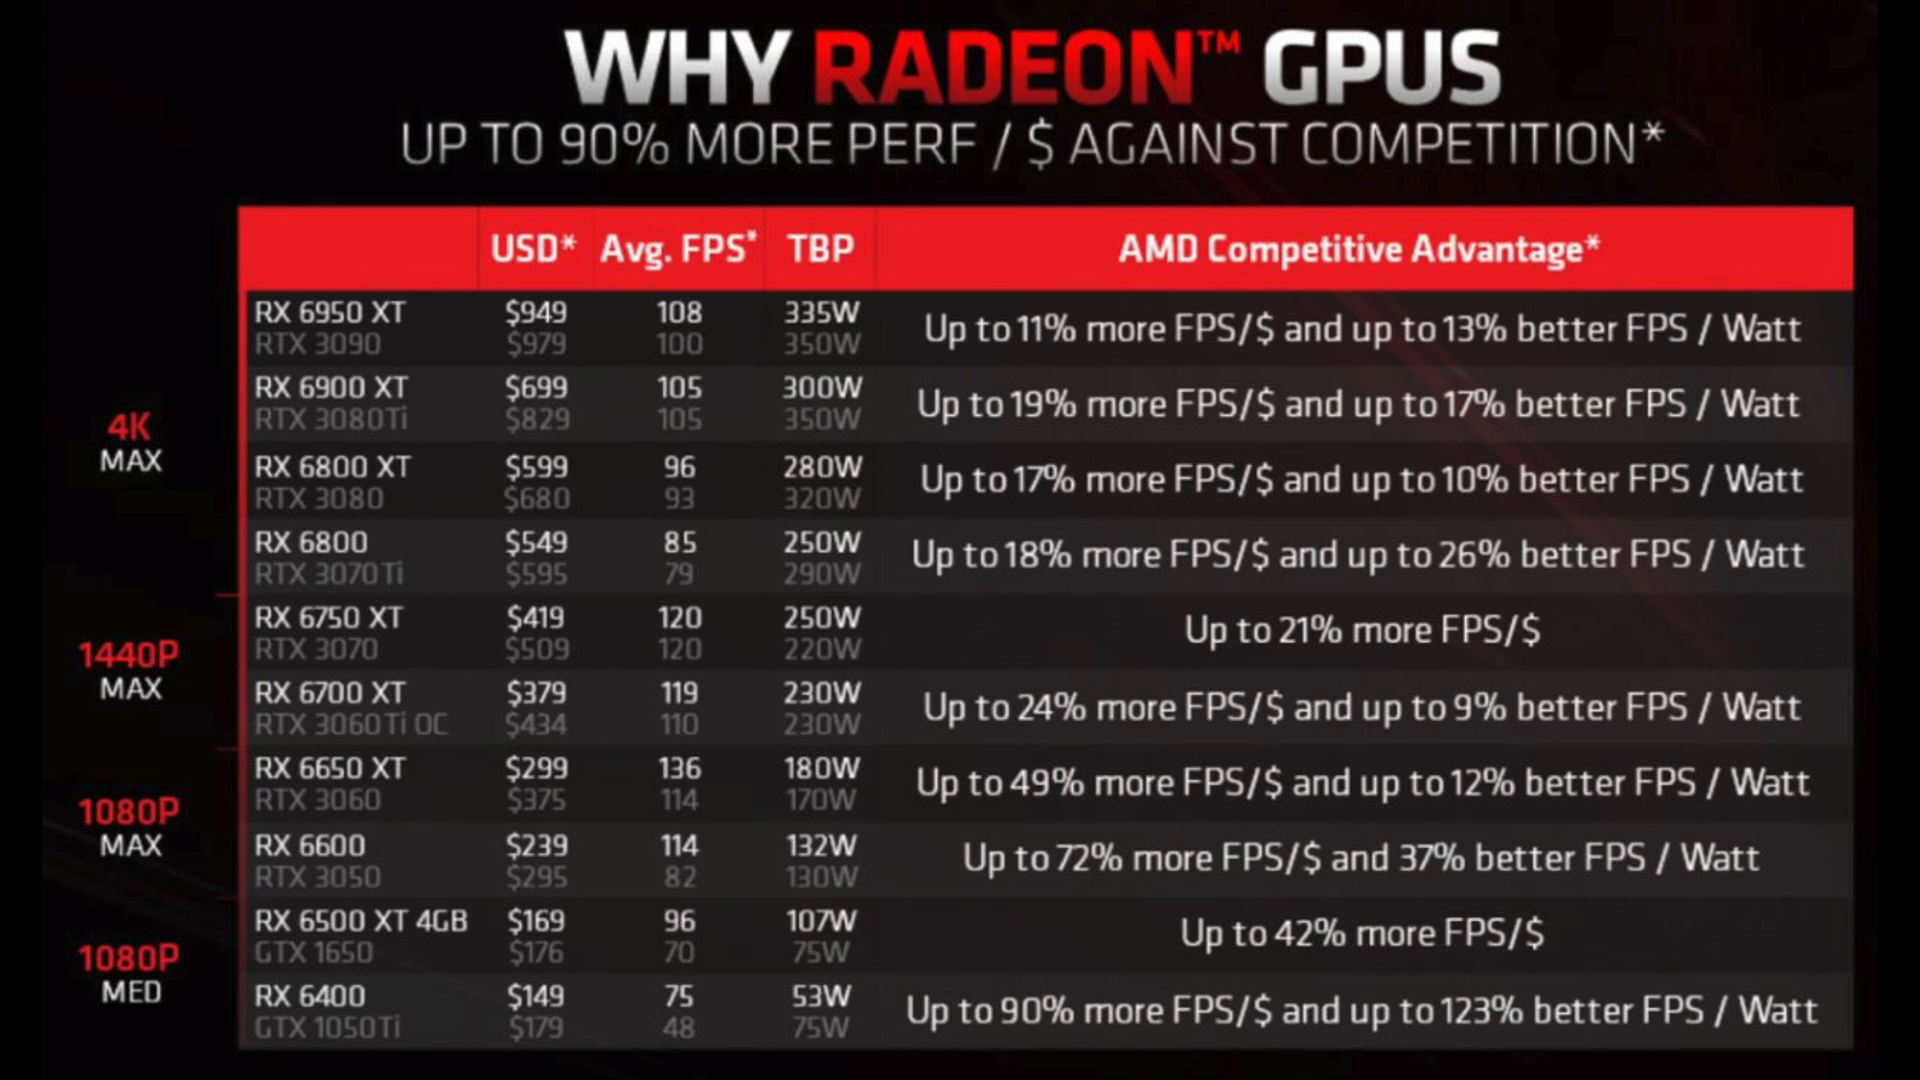 WHY RADEON™ GPUS
UP TO 90% MORE PERF / $ AGAINST COMPETITION*
USD* Avg. FPS* TBP AMD Competitive Advantage*
4K
MAX
RX 6950 XT $949 108 335W
RTX 3090 $979 100 350W
Up to 11% more FPS/$ and up to 13% better FPS / Watt
RX 6900 XT $699 105 300W
RTX 3080Ti $829 105 350W
Up to 19% more FPS/$ and up to 17% better FPS / Watt
RX 6800 XT $599 96 280W
RTX 3080 $680 93 320W
Up to 17% more FPS/$ and up to 10% better FPS / Watt
RX 6800 $549 85 250W
RTX 3070Ti $595 79 290W
Up to 18% more FPS/$ and up to 26% better FPS / Watt
1440P
MAX
RX 6750 XT $419 120 250W
RTX 3070 $509 120 220W
Up to 21% more FPS/$
RX 6700 XT $379 119 230W
RTX 3060Ti OC $434 110 230W
Up to 24% more FPS/$ and up to 9% better FPS / Watt
1080P
MAX
RX 6650 XT $299 136 180W
RTX 3060 $375 114 170W
Up to 49% more FPS/$ and up to 12% better FPS / Watt
RX 6600 $239 114 132W
RTX 3050 $295 82 130W
Up to 72% more FPS/$ and 37% better FPS / Watt
1080P
MED
RX 6500 XT 4GB $169 96 107W
GTX 1650 $176 70 75W
Up to 42% more FPS/$
RX 6400 $149 75 53W
GTX 1050Ti $179 48 75W
Up to 90% more FPS/$ and up to 123% better FPS / Watt